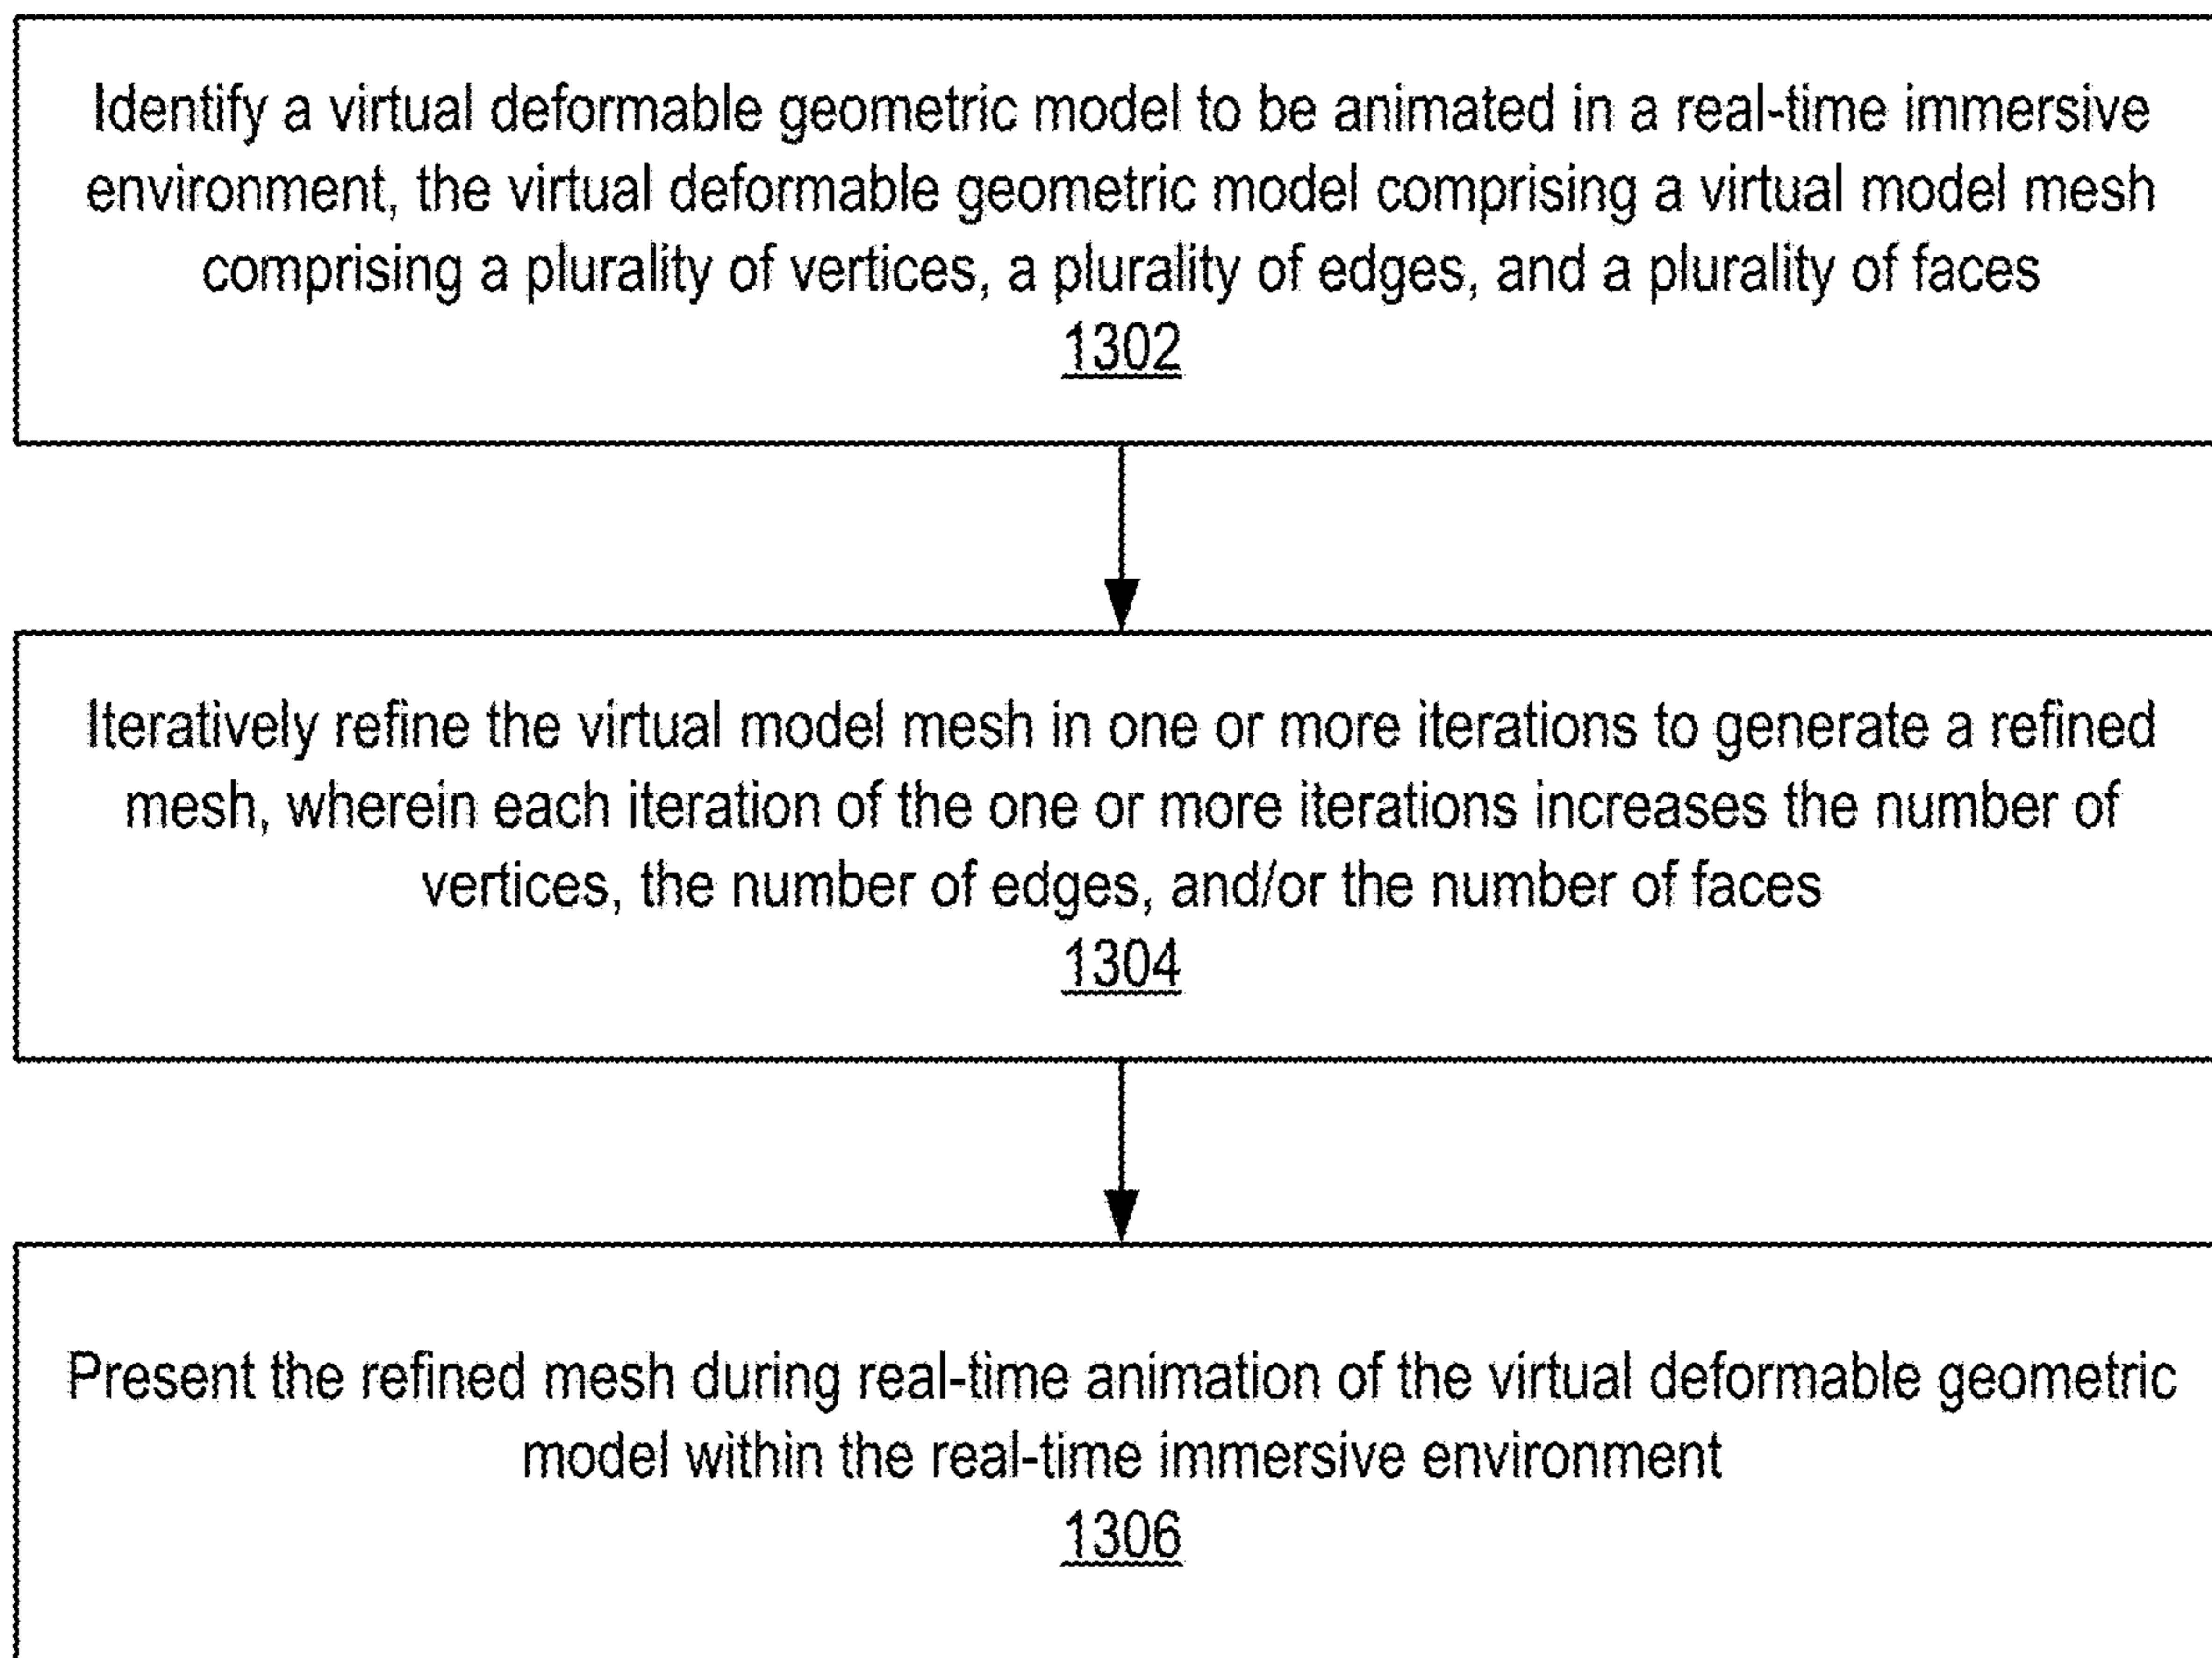 Identify a virtual deformable geometric model to be animated in a real-time immersive
environment, the virtual deformable geometric model comprising a virtual model mesh
comprising a plurality of vertices, a plurality of edges, and a plurality of faces
1302
Iteratively refine the virtual model mesh in one or more iterations to generate a refined
mesh, wherein each iteration of the one or more iterations increases the number of
vertices, the number of edges, and/or the number of faces
1304
Present the refined mesh during real-time animation of the virtual deformable geometric
model within the real-time immersive environment
1306